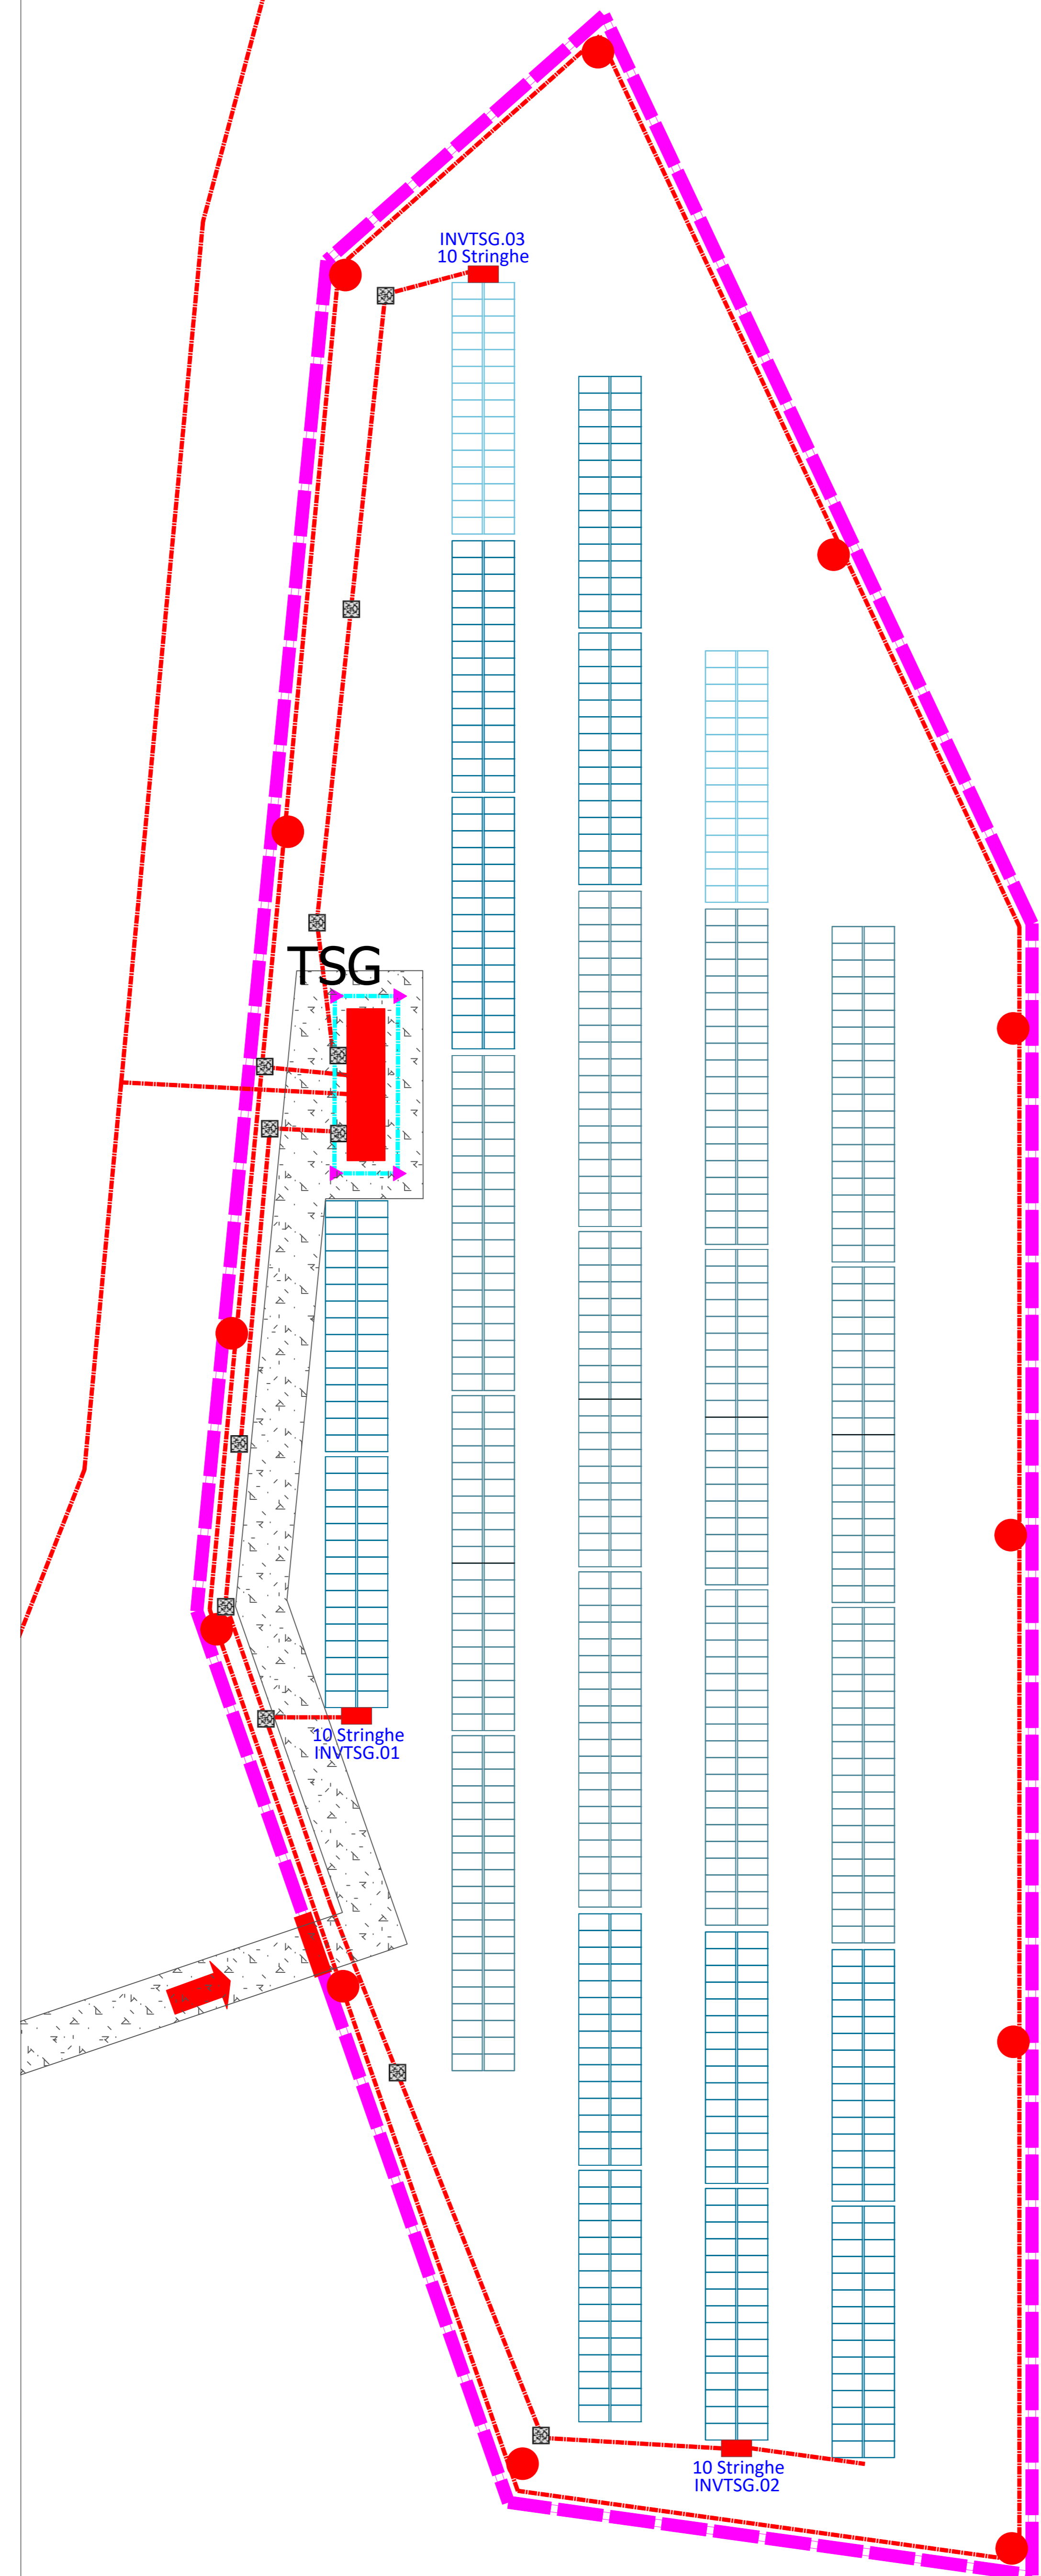 INVTSG.03
10 Stringhe
TSG
10 Stringhe
INVTSG.01
10 Stringhe
INVTSG.02